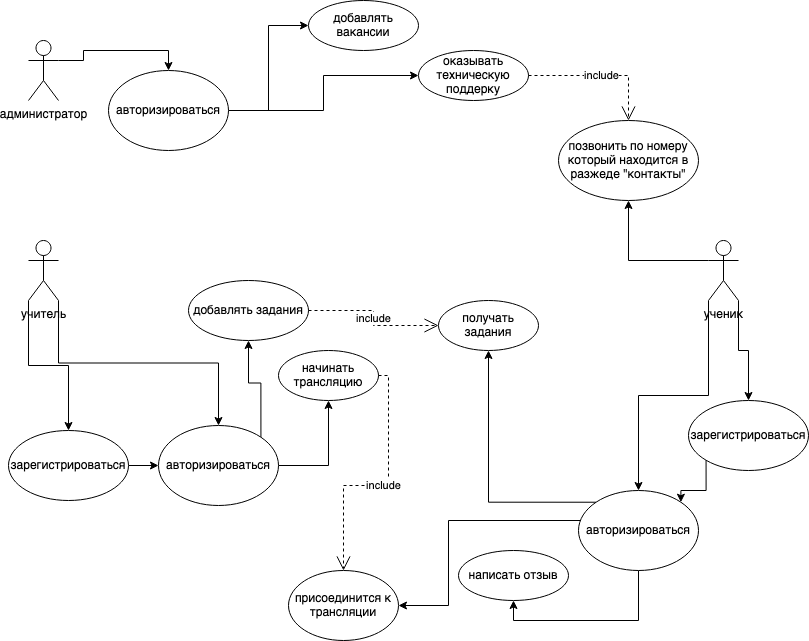 добавлять
вакансии
оказывать
техническую
поддерку
include
администратор
авторизироваться
позвонить по номеру
который находится в
разжеде "контакты"
учитель
ученик
добавлять задания
include
получать
задания
начинать
трансляцию
зарегистрироваться
авторизироваться
зарегистрироваться
include
авторизироваться
написать отзыв
присоединится к
трансляции